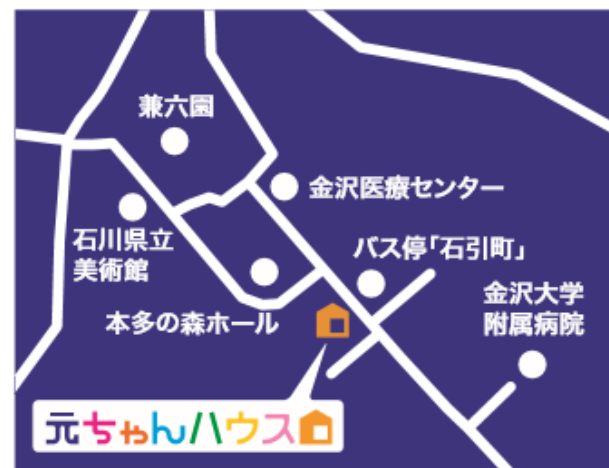 兼六園
金沢医療センター
石川県立
美術館
バス停「石引町」
本多の森ホール
金沢大学
附属病院
元ちゃんハウス